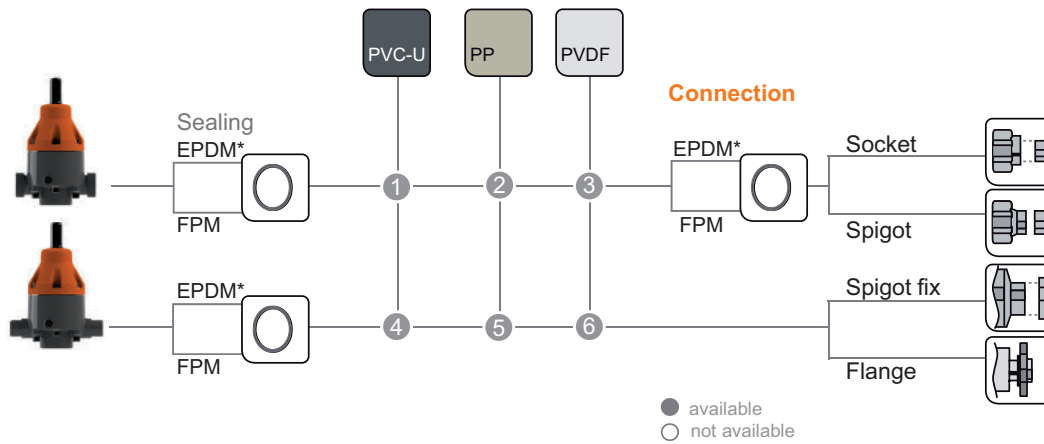 PVC-U
PP
PVDF
Connection
Sealing
EPDM*
FPM
1
2
3
EPDM*
FPM
Socket
Spigot
EPDM*
FPM
4
5
6
Spigot fix
Flange
available
not available